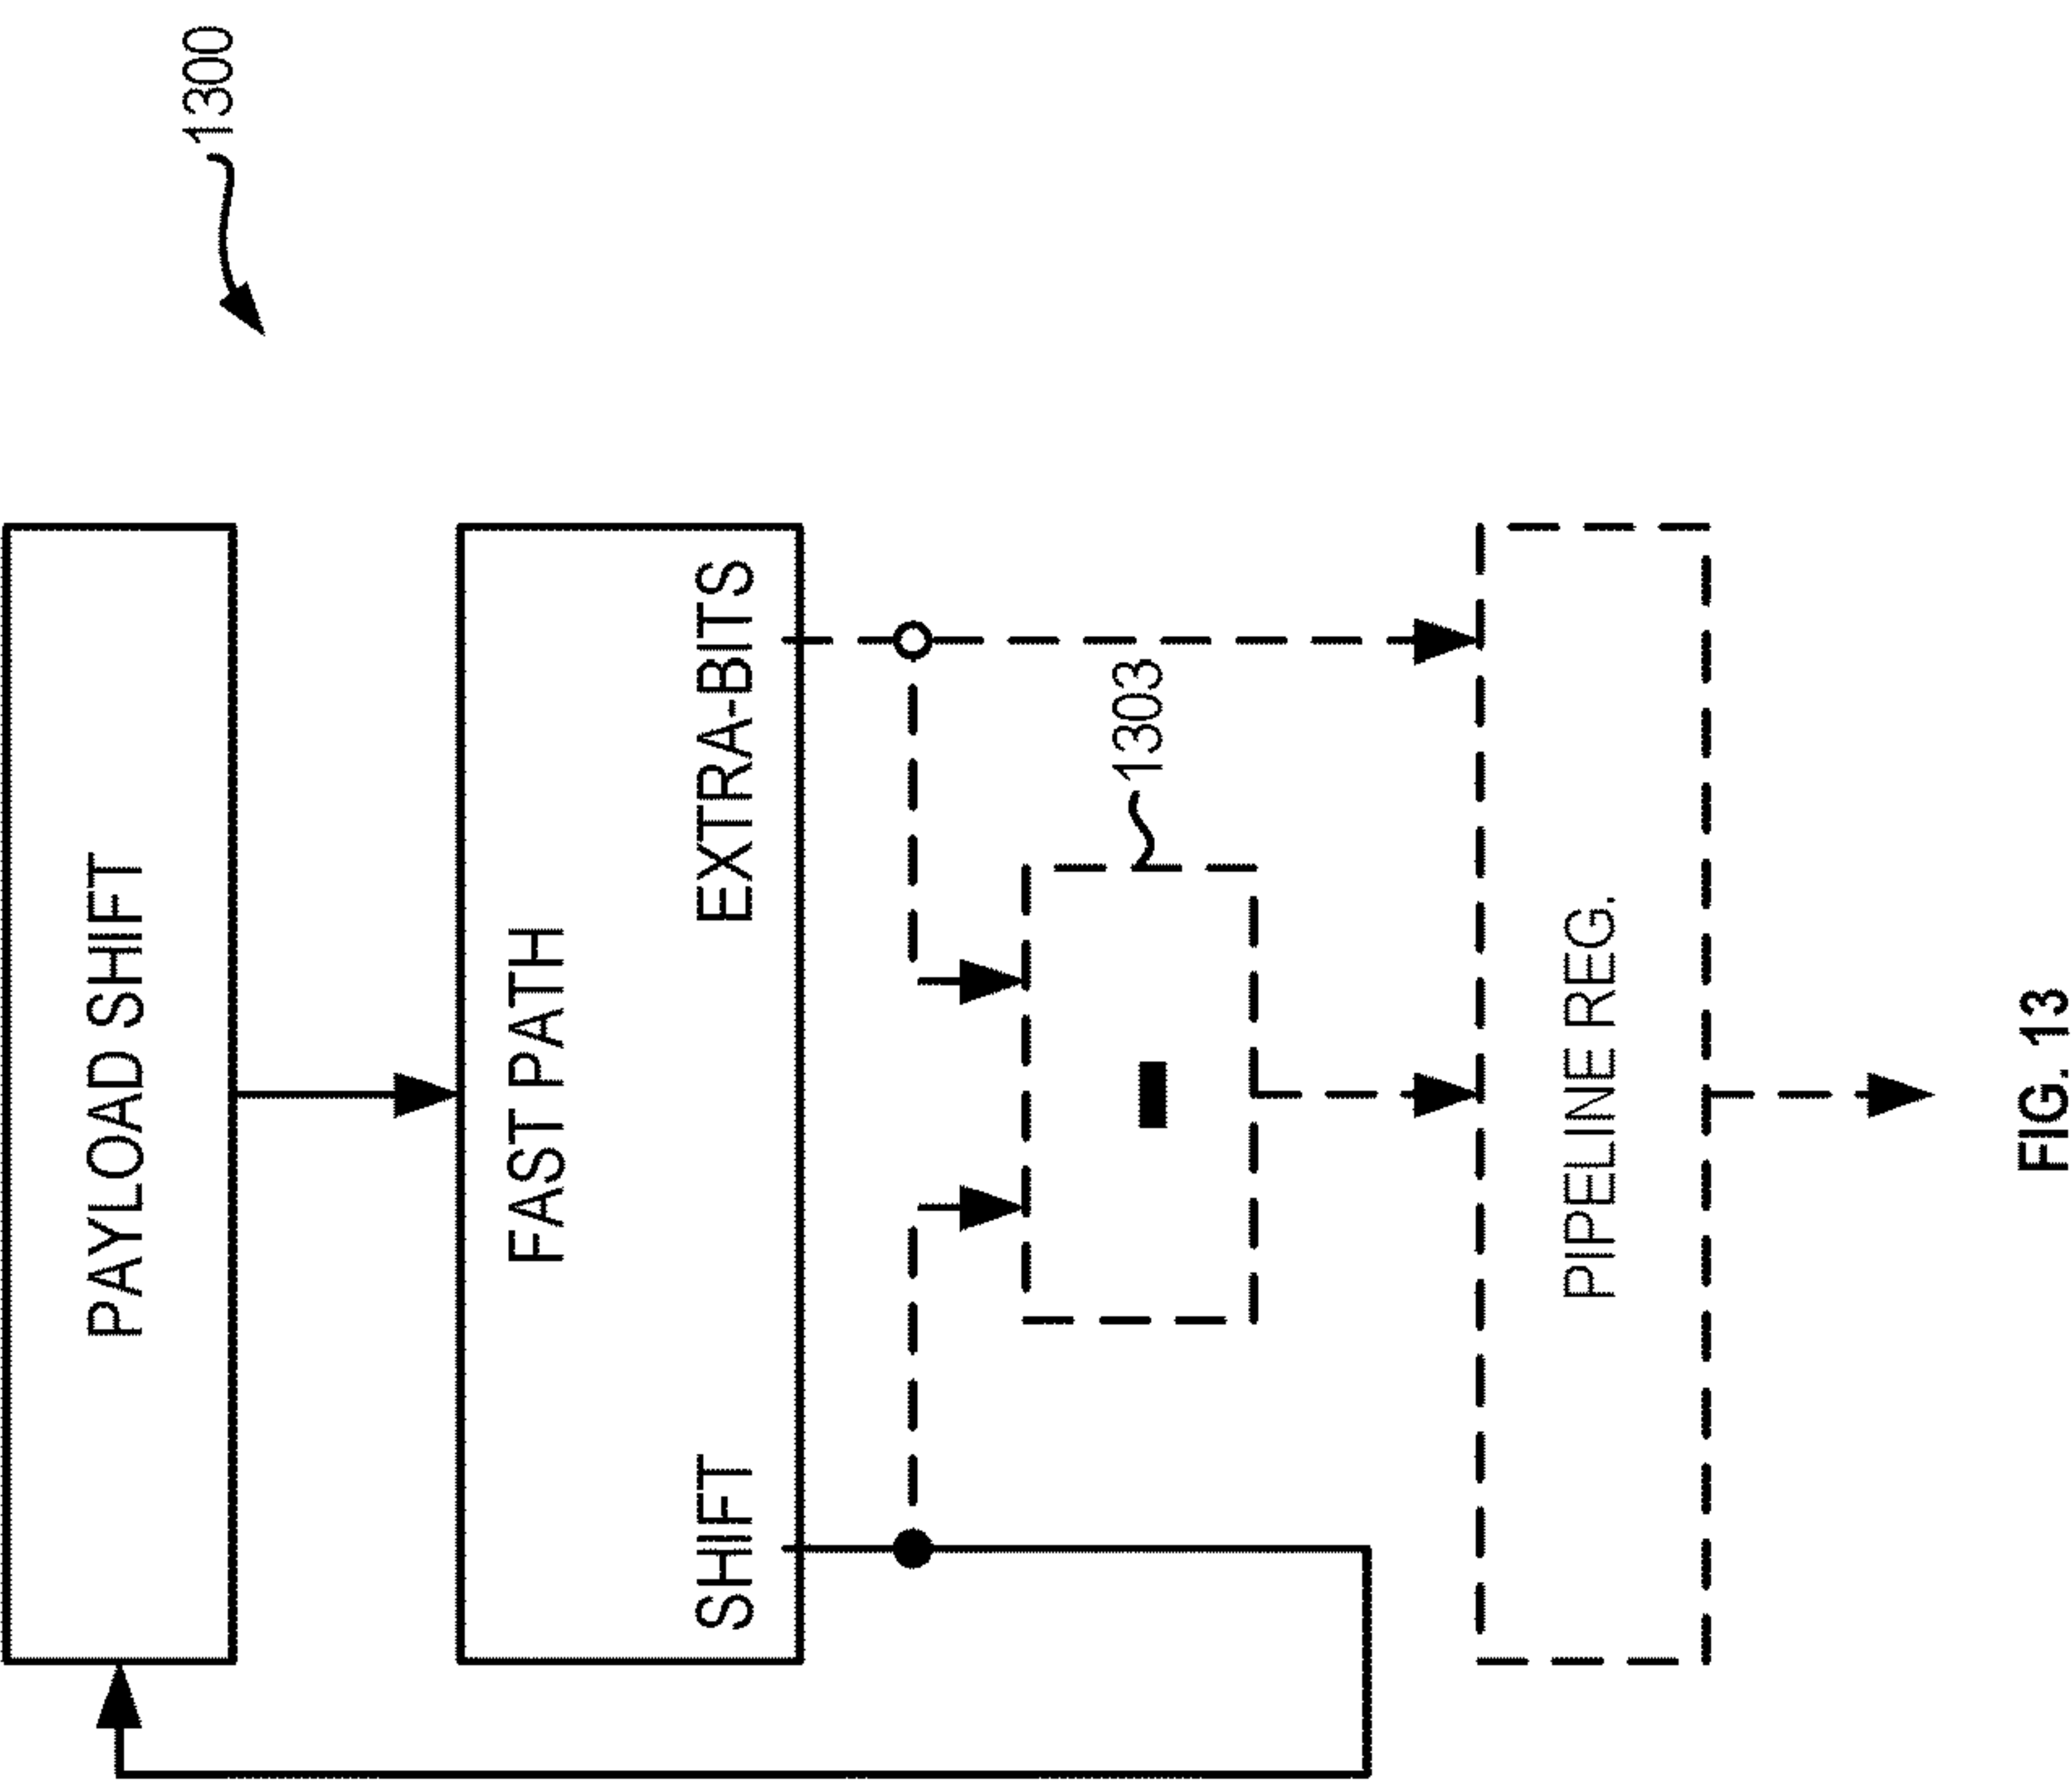 1300
PAYLOAD SHIFT
FAST PATH
SHIFT
EXTRA-BITS
1303
PIPELINE REG.
FIG. 13